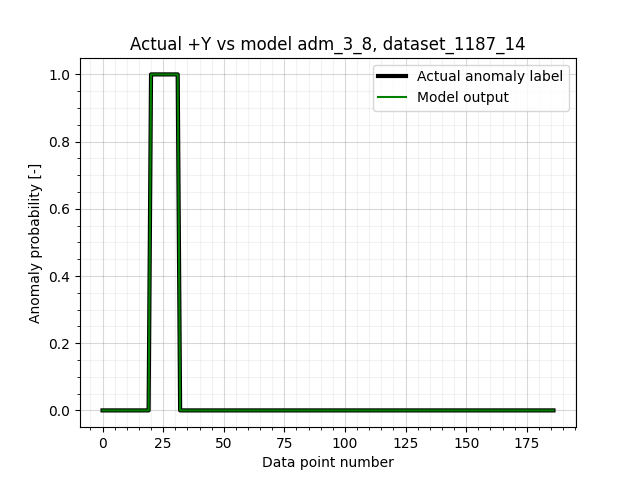 Actual +Y vs model adm_3_8, dataset_1187_14
Actual anomaly label
Model output
Anomaly probability [-]
1.0
0.8
0.6
0.4
0.2
0.0
0 25 50 75 100 125 150 175
Data point number